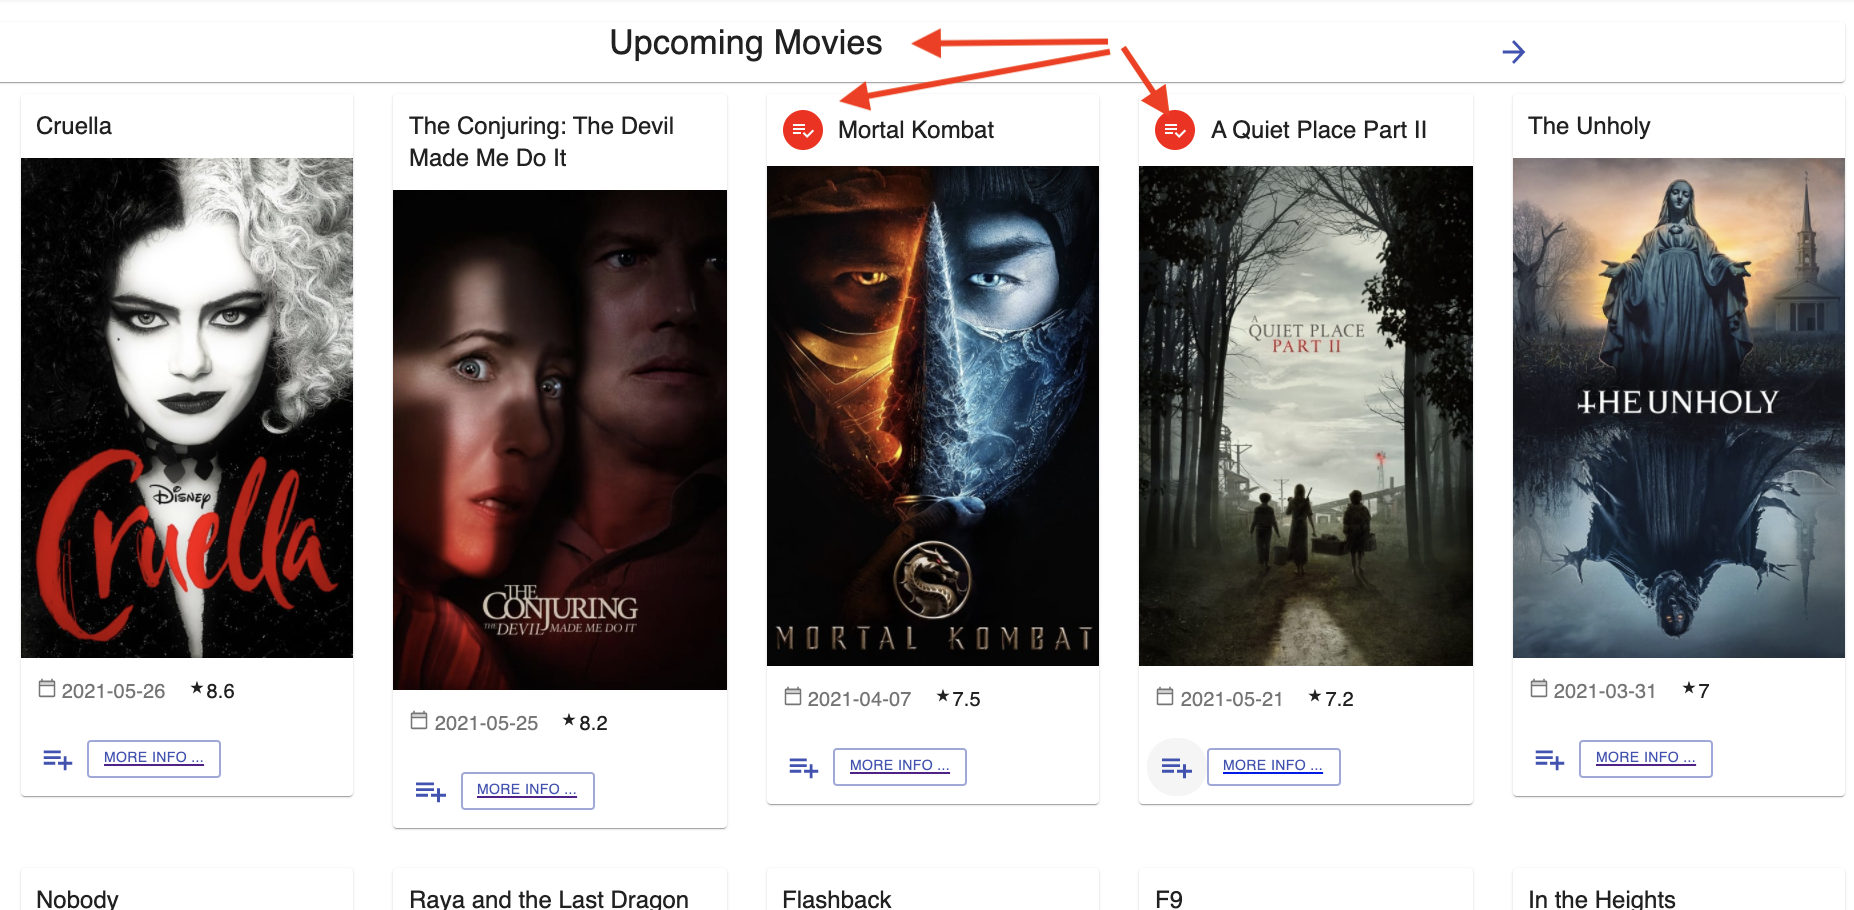 Upcoming Movies
Cruella
DISNEY
Cruella
2021-05-26 ★8.6
MORE INFO ...
The Conjuring: The Devil
Made Me Do It
THE
CONJURING
THE DEVIL MADE ME DO IT
2021-05-25 ★8.2
MORE INFO ...
Mortal Kombat
MORTAL KOMBAT
2021-04-07 ★7.5
MORE INFO ...
A Quiet Place Part II
A
QUIET PLACE
PART II
2021-05-21 ★7.2
MORE INFO ...
The Unholy
THE UNHOLY
2021-03-31 ★7
MORE INFO ...
Nobody
Raya and the Last Dragon
Flashback
F9
In the Heights